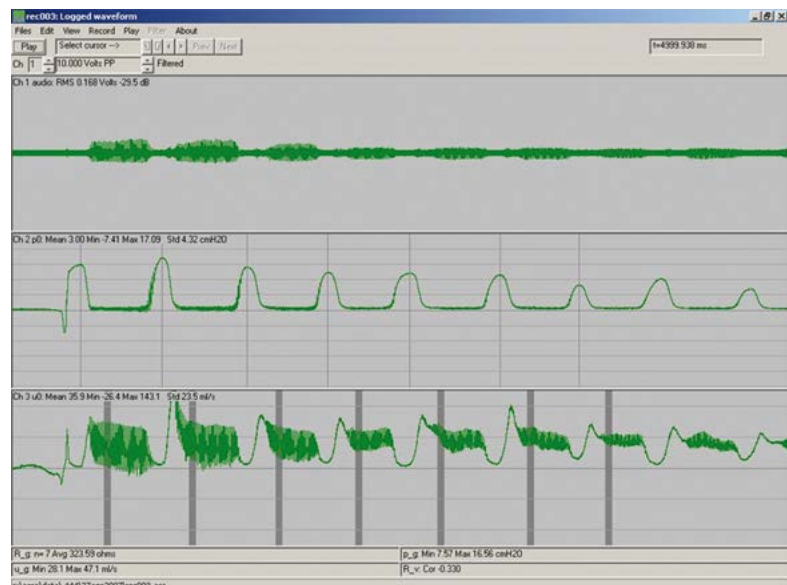 rec003: Logged waveform
Files Edit View Record Play Filter About
Play Select cursor --> Prev Next t=4999.938 ms
Ch 1 10.000 Volts PP Filtered
Ch 1 audio: RMS 0.168 Volts -29.5 dB
Ch 2 p0: Mean 3.00 Min -7.41 Max 17.09 Std 4.32 cmH2O
Ch 3 u0: Mean 35.9 Min -26.4 Max 143.1 Std 23.5 ml/s
R_g: n= 7 Avg 323.59 ohms p_g: Min 7.57 Max 16.56 cmH2O
u_g: Min 28.1 Max 47.1 ml/s R_v: Cor -0.330